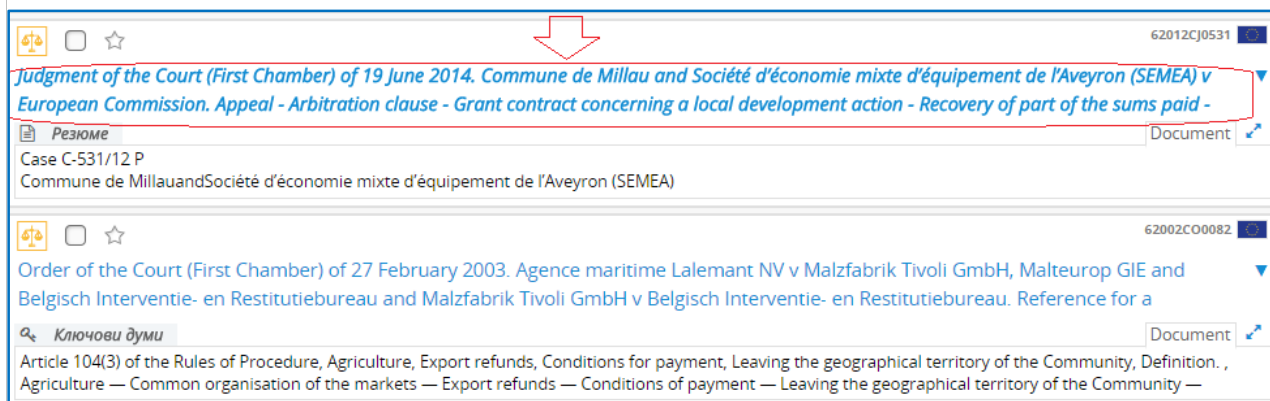 62012CJ0531
Judgment of the Court (First Chamber) of 19 June 2014. Commune de Millau and Société d’économie mixte d’équipement de l’Aveyron (SEMEA) v
European Commission. Appeal - Arbitration clause - Grant contract concerning a local development action - Recovery of part of the sums paid -
Резюме
Document
Case C-531/12 P
Commune de MillauandSociété d’économie mixte d’équipement de l’Aveyron (SEMEA)
62002CO0082
Order of the Court (First Chamber) of 27 February 2003. Agence maritime Lalemant NV v Malzfabrik Tivoli GmbH, Malteurop GIE and
Belgisch Interventie- en Restitutiebureau and Malzfabrik Tivoli GmbH v Belgisch Interventie- en Restitutiebureau. Reference for a
Ключови думи
Document
Article 104(3) of the Rules of Procedure, Agriculture, Export refunds, Conditions for payment, Leaving the geographical territory of the Community, Definition. ,
Agriculture — Common organisation of the markets — Export refunds — Conditions of payment — Leaving the geographical territory of the Community —